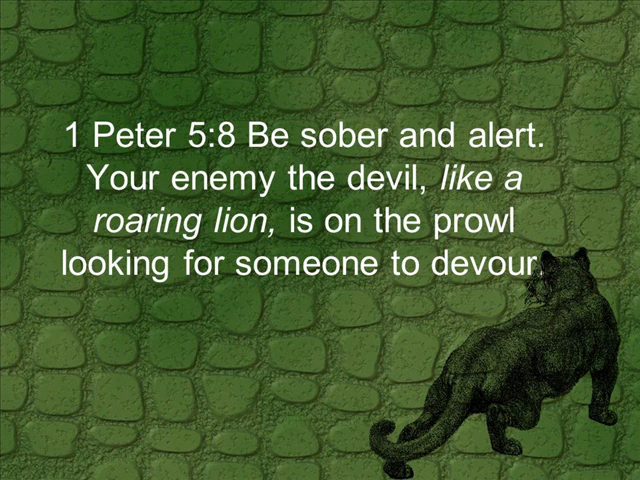 1 Peter 5:8 Be sober and alert.
Your enemy the devil, like a
roaring lion, is on the prowl
looking for someone to devour.